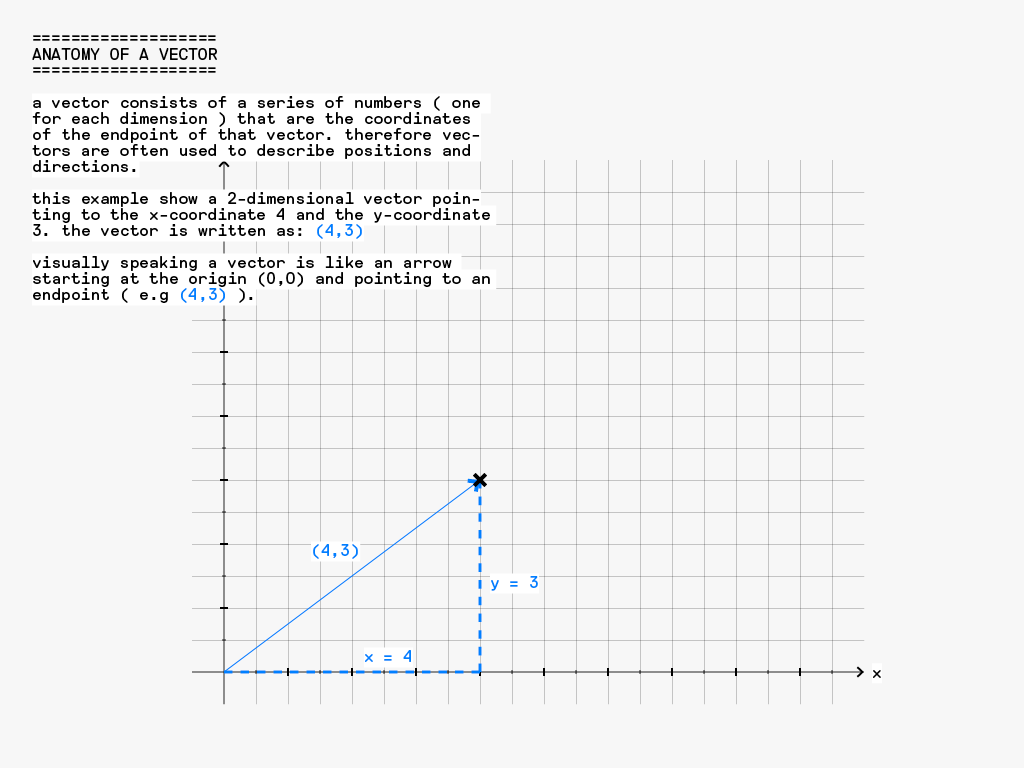 ===================
ANATOMY OF A VECTOR
===================
a vector consists of a series of numbers ( one
for each dimension ) that are the coordinates
of the endpoint of that vector. therefore vec-
tors are often used to describe positions and
directions.
this example show a 2-dimensional vector poin-
ting to the x-coordinate 4 and the y-coordinate
3. the vector is written as: (4,3)
visually speaking a vector is like an arrow
starting at the origin (0,0) and pointing to an
endpoint ( e.g (4,3) ).
(4,3)
y = 3
x = 4
x